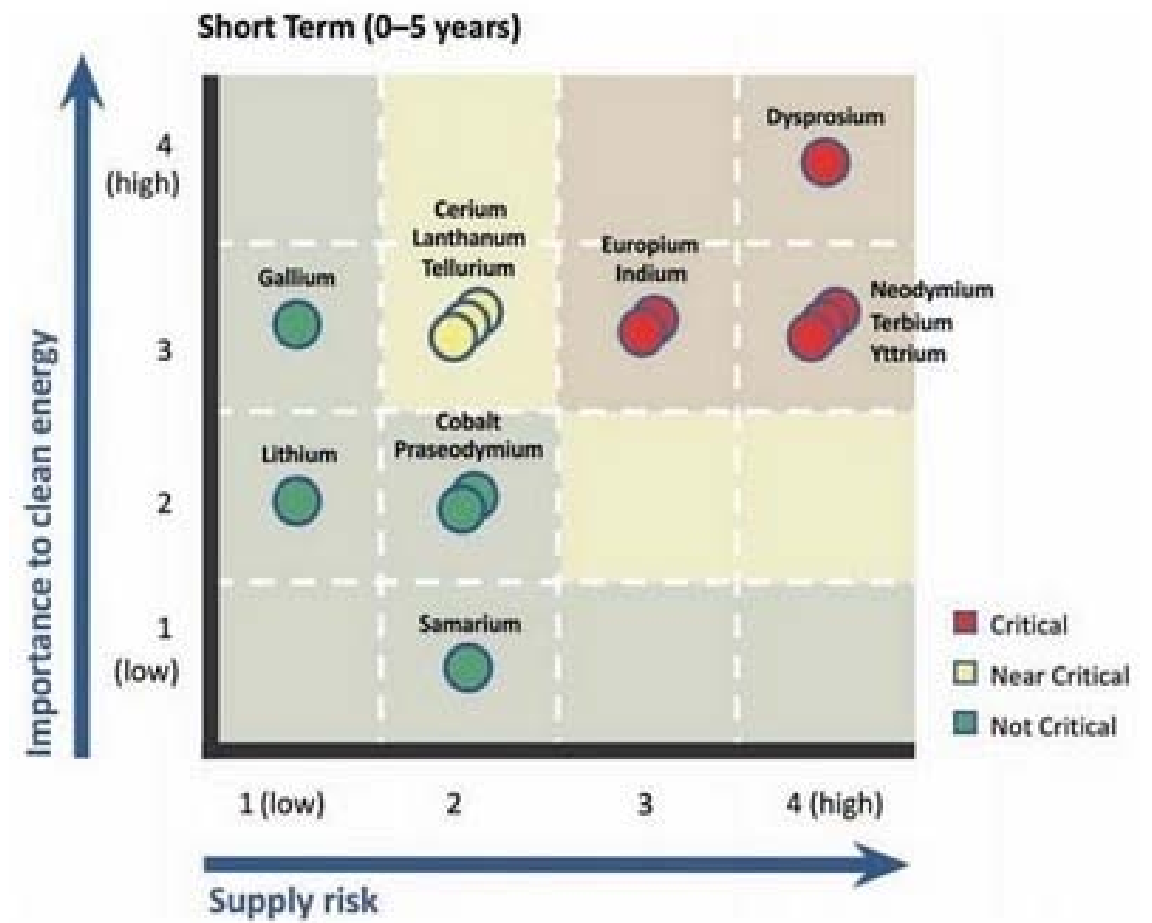 Short Term (0–5 years)
Importance to clean energy
4
(high)
3
2
1
(low)
Dysprosium
Cerium
Lanthanum
Tellurium
Europium
Indium
Gallium
Neodymium
Terbium
Yttrium
Cobalt
Praseodymium
Lithium
Samarium
Critical
Near Critical
Not Critical
1 (low)
2
3
4 (high)
Supply risk